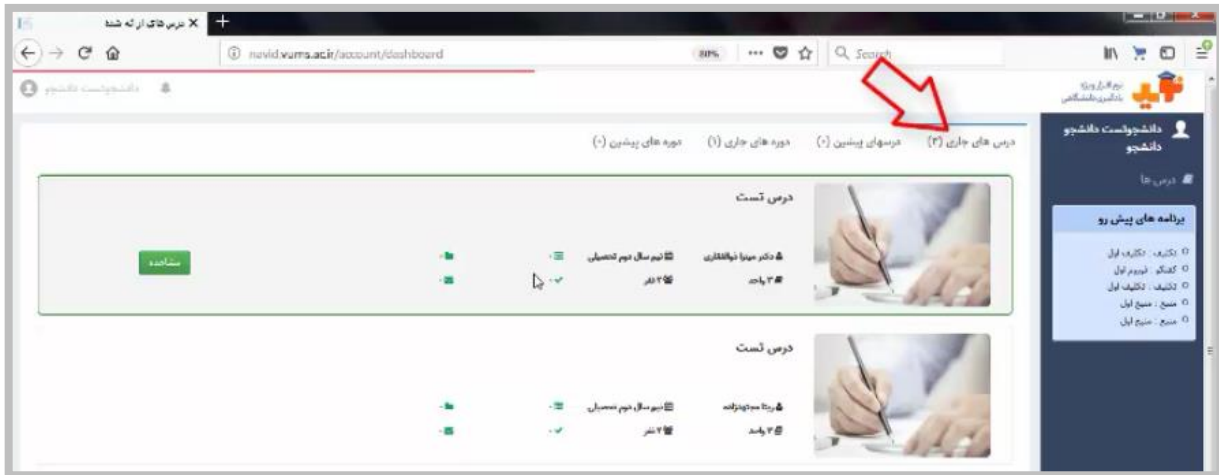 درس های ارائه شده
navid.vums.ac.ir/account/dashboard
80%
Search
نرم افزار ویژه
یادگیری دانشگاهی
دانشجوتست دانشجو
دانشجوتست دانشجو
دانشجو
درس ها
برنامه های پیش رو
تکلیف : تکلیف اول
گفتگو : فوروم اول
تکلیف : تکلیف اول
منبع : منبع اول
منبع : منبع اول
درس های جاری (۲) درسهای پیشین (۰) دوره های جاری (۱) دوره های پیشین (۰)
درس تست
دکتر میترا ذوالفقاری نیم سال دوم تحصیلی
۳ واحد ۲ نفر
مشاهده
درس تست
نیم سال دوم تحصیلی
۳ واحد ۲ نفر